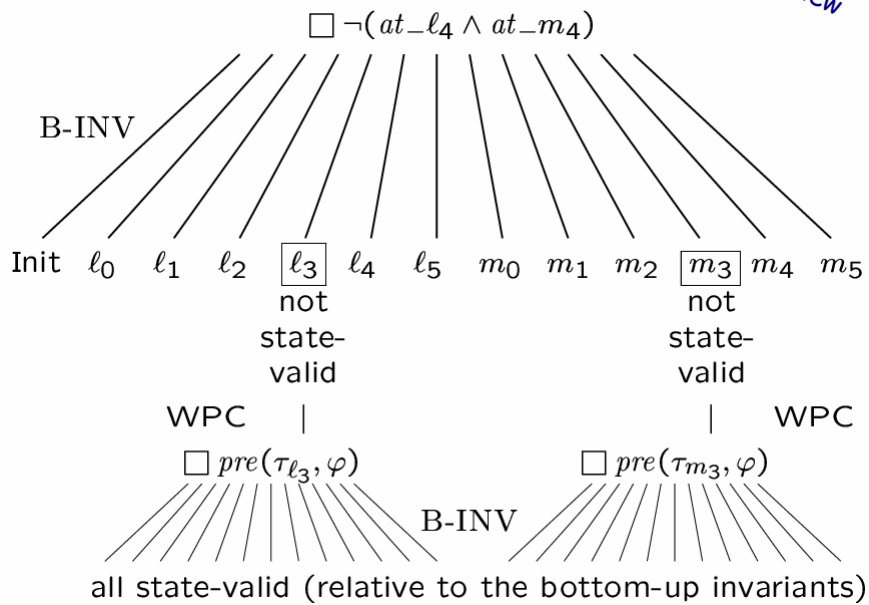 □ ¬(at_ℓ4 ∧ at_m4)
B-INV
Init ℓ0 ℓ1 ℓ2 ℓ3 ℓ4 ℓ5 m0 m1 m2 m3 m4 m5
not not
state- state-
valid valid
WPC WPC
□ pre(τℓ3, φ) □ pre(τm3, φ)
B-INV
all state-valid (relative to the bottom-up invariants)